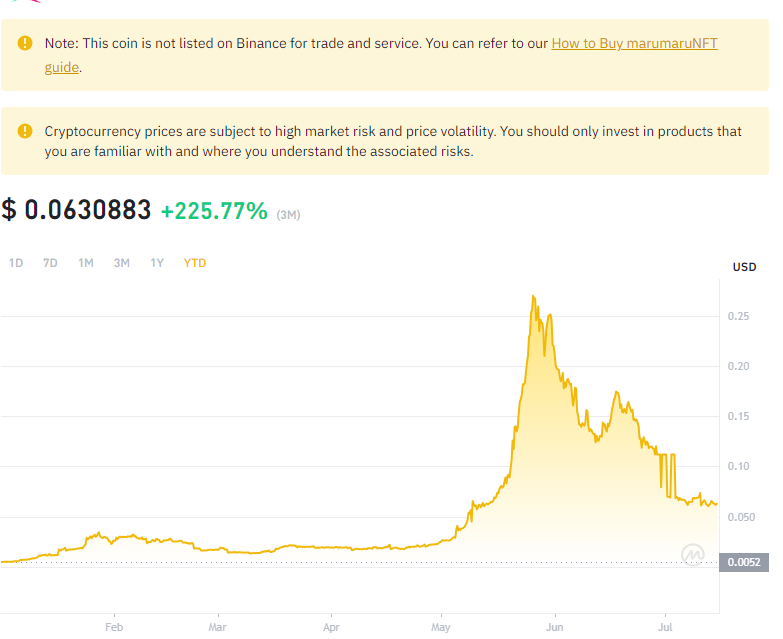 Note: This coin is not listed on Binance for trade and service. You can refer to our How to Buy marumaruNFT
guide.
Cryptocurrency prices are subject to high market risk and price volatility. You should only invest in products that
you are familiar with and where you understand the associated risks.
$ 0.0630883 +225.77% (3M)
1D 7D 1M 3M 1Y YTD
USD
0.25
0.20
0.15
0.10
0.050
0.0052
Feb Mar Apr May Jun Jul